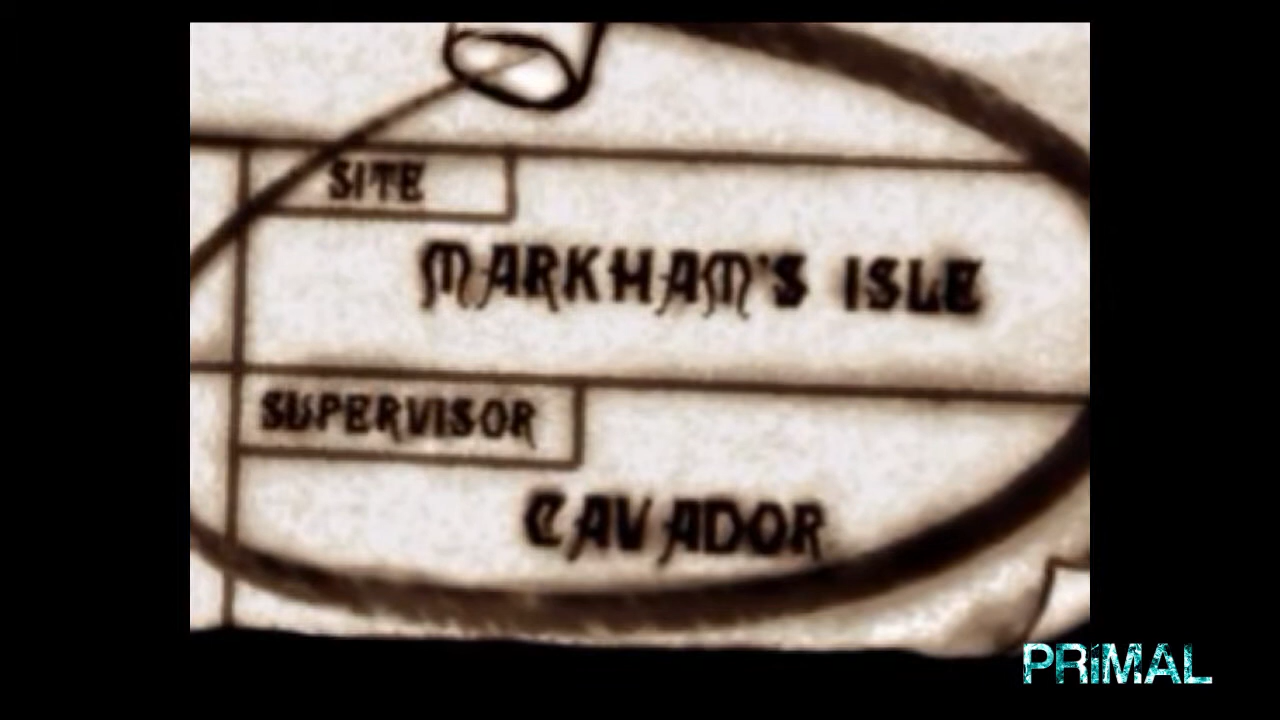 SITE
MARKHAM'S ISLE
SUPERVISOR
CAVADOR
PRIMAL